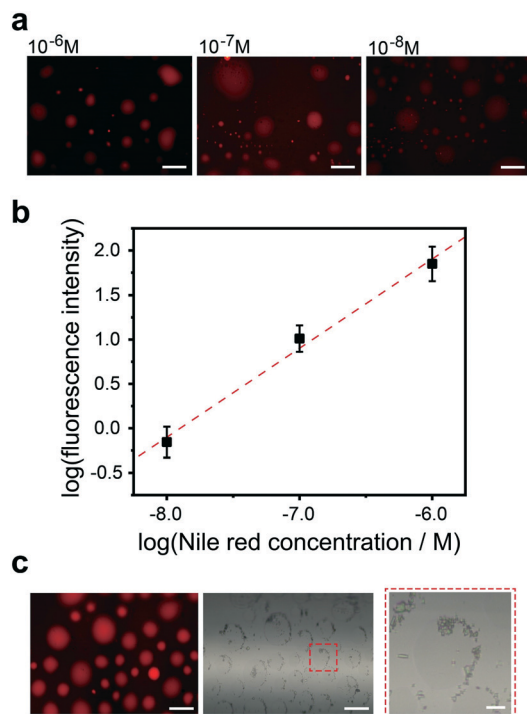 a
10⁻⁶M 10⁻⁷M 10⁻⁸M
b
log(fluorescence intensity)
2.0
1.5
1.0
0.5
0.0
-0.5
-8.0 -7.0 -6.0
log(Nile red concentration / M)
c